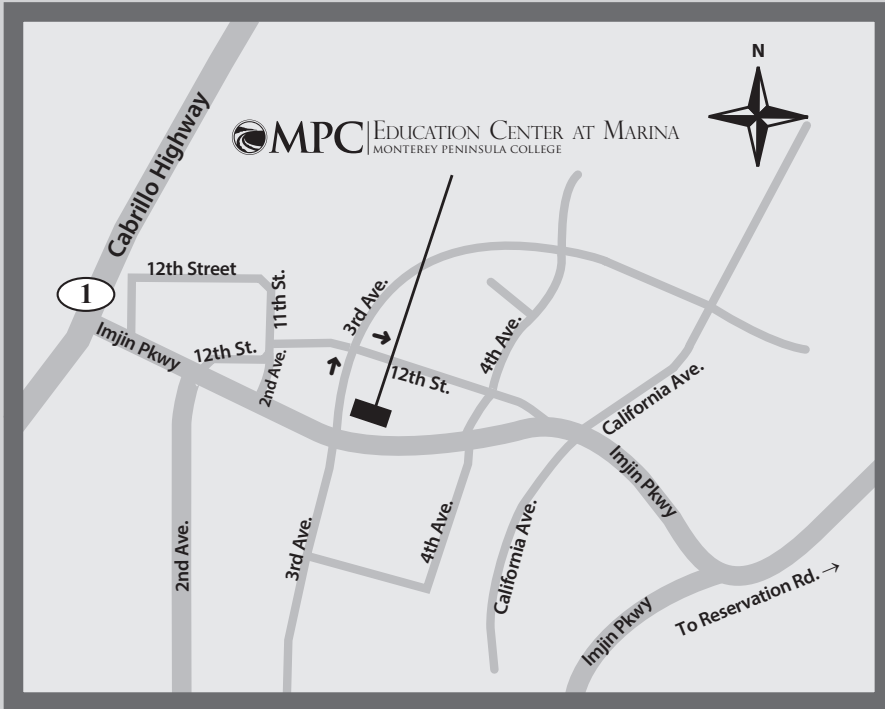 N
MPC EDUCATION CENTER AT MARINA
MONTEREY PENINSULA COLLEGE
Cabrillo Highway
1
12th Street
11th St.
3rd Ave.
Imjin Pkwy
12th St.
2nd Ave.
4th Ave.
12th St.
California Ave.
Imjin Pkwy
2nd Ave.
3rd Ave.
4th Ave.
California Ave.
To Reservation Rd. →
Imjin Pkwy